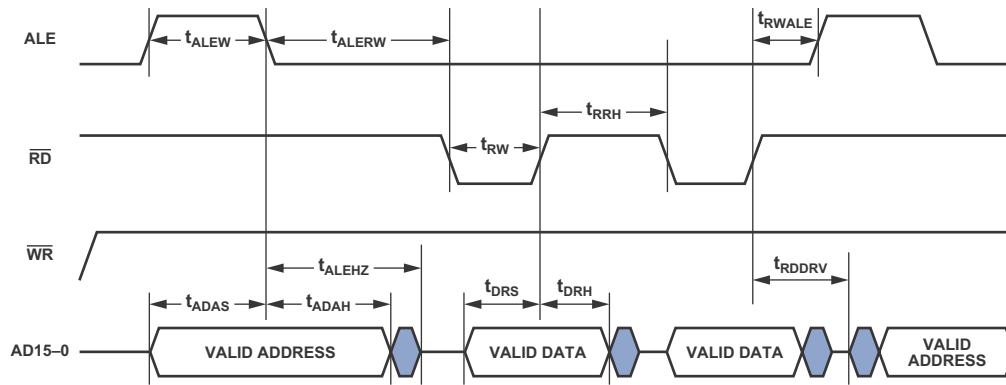 ALE
tALEW
tALERW
tRWALE
RD
tRW
tRRH
WR
tALEHZ
tRDDRV
tADAS
tADAH
tDRS
tDRH
AD15–0
VALID ADDRESS
VALID DATA
VALID DATA
VALID
ADDRESS